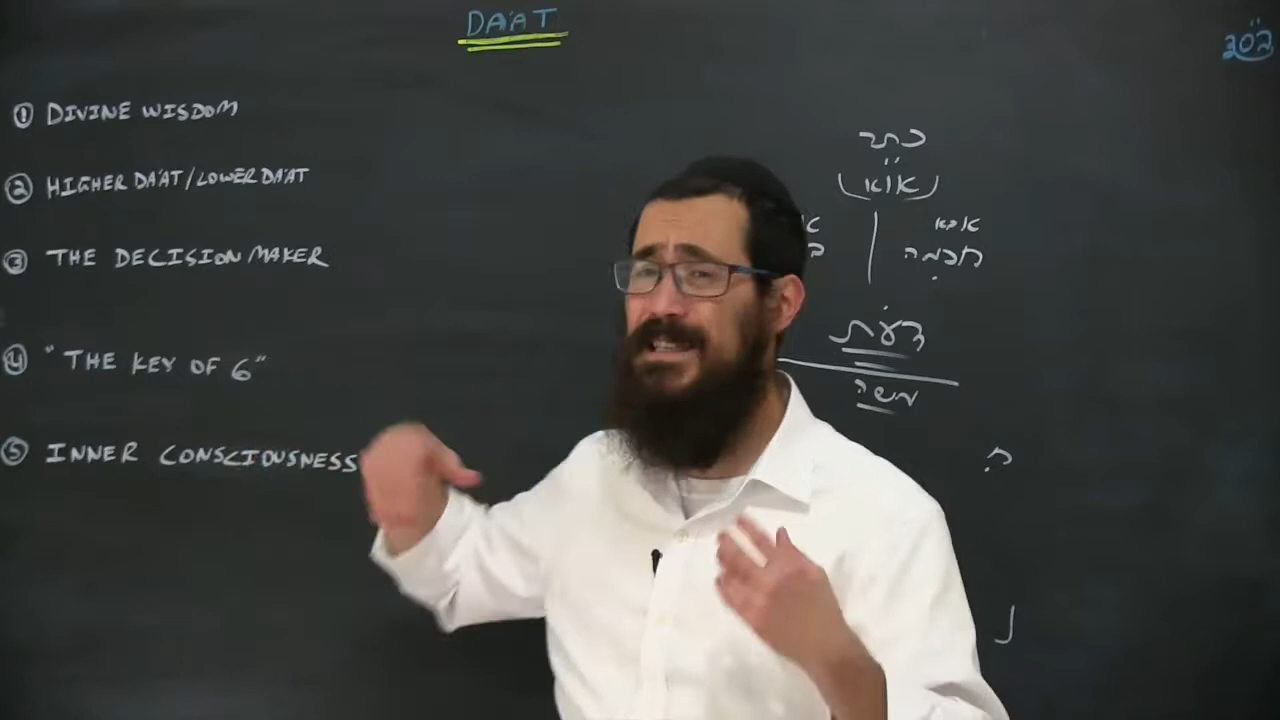 DA'AT
① DIVINE WISDOM
② HIGHER DA'AT/LOWER DA'AT
③ THE DECISION MAKER
④ "THE KEY OF 6"
⑤ INNER CONSCIOUSNESS
כתר
אבא
חכמה
דעת
משה